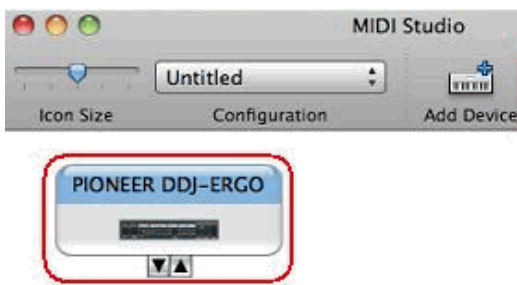 MIDI Studio
Untitled
Icon Size Configuration Add Device
PIONEER DDJ-ERGO